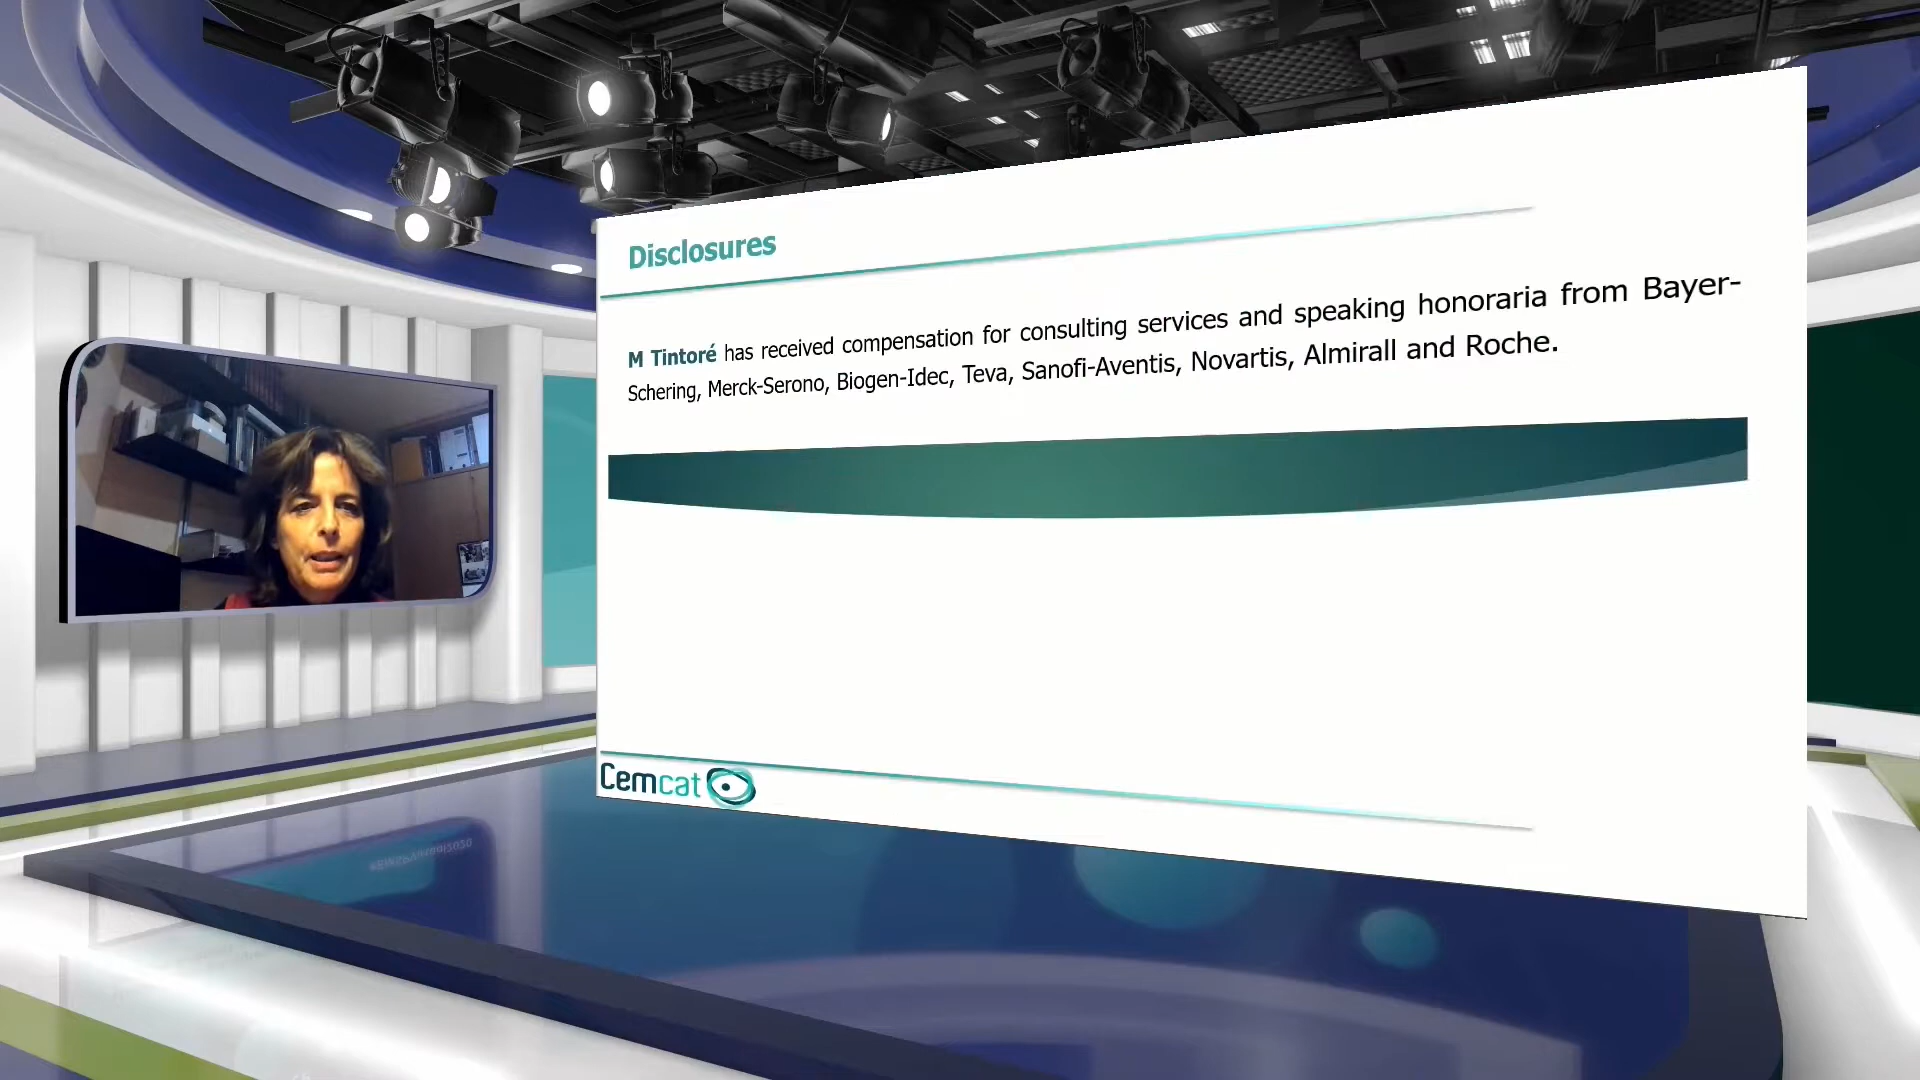 Disclosures
M Tintoré has received compensation for consulting services and speaking honoraria from Bayer-
Schering, Merck-Serono, Biogen-Idec, Teva, Sanofi-Aventis, Novartis, Almirall and Roche.
Cemcat